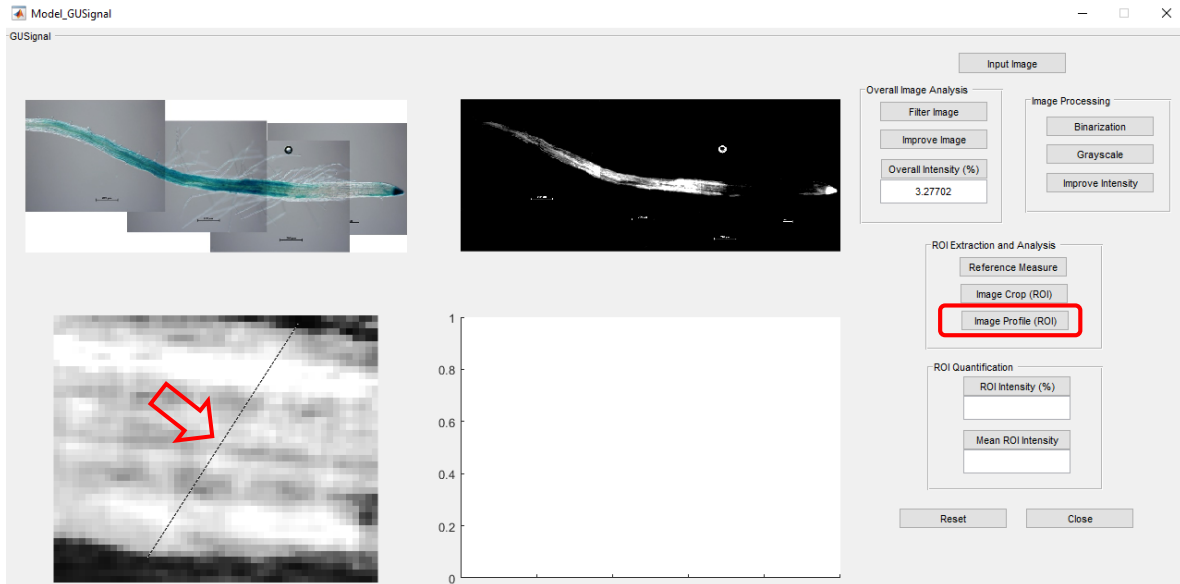 Model_GUSignal
GUSignal
Input Image
Overall Image Analysis
Filter Image
Improve Image
Overall Intensity (%)
3.27702
Image Processing
Binarization
Grayscale
Improve Intensity
ROI Extraction and Analysis
Reference Measure
Image Crop (ROI)
Image Profile (ROI)
ROI Quantification
ROI Intensity (%)
Mean ROI Intensity
Reset
Close
1
0.8
0.6
0.4
0.2
0